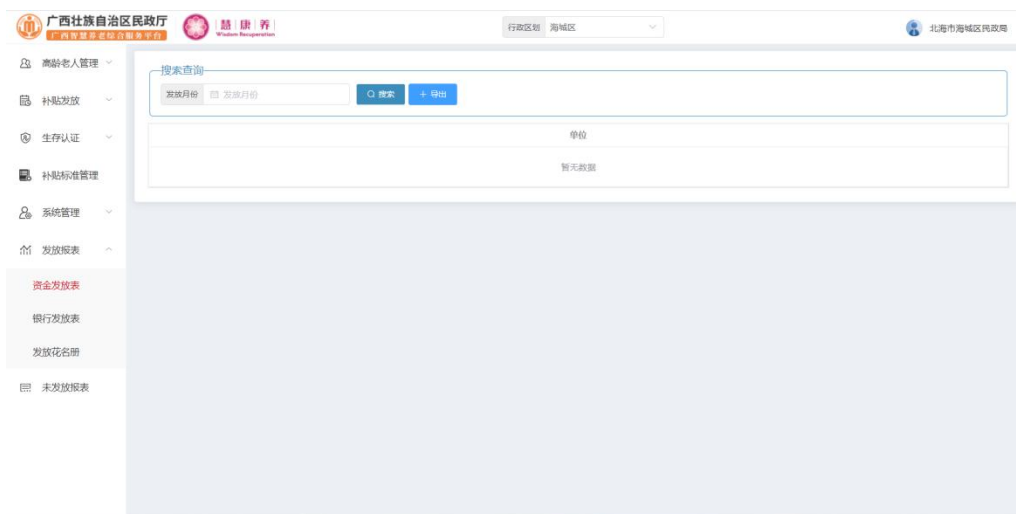 广西壮族自治区民政厅
广西智慧养老综合服务平台
慧 康 养
Wisdom Recuperation
行政区划 海城区
北海市海城区民政局
高龄老人管理
补贴发放
生存认证
补贴标准管理
系统管理
发放报表
资金发放表
银行发放表
发放花名册
未发放报表
搜索查询
发放月份 发放月份 搜索 + 导出
单位
暂无数据